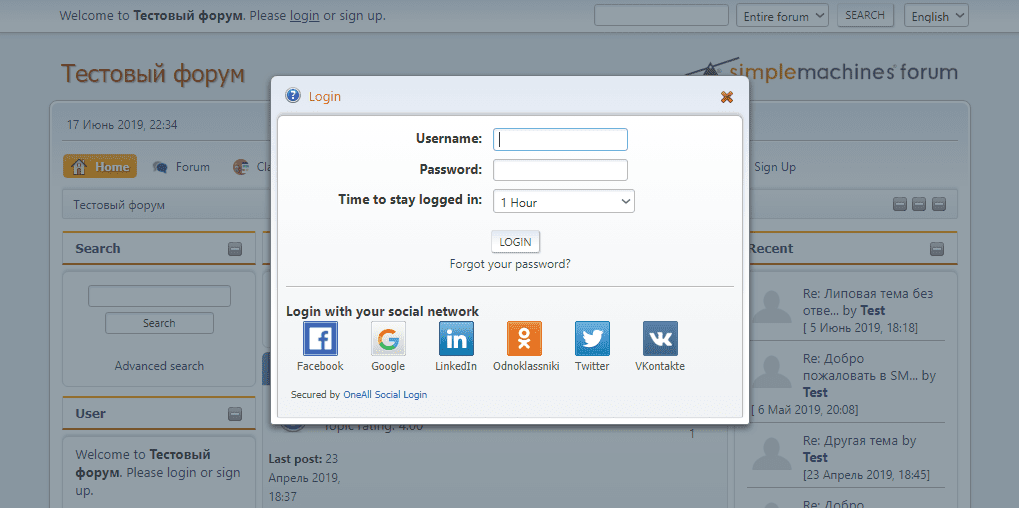 Welcome to Тестовый форум. Please login or sign up.
Entire forum
SEARCH
English
Тестовый форум
simplemachines forum
17 Июнь 2019, 22:34
Home
Forum
Sign Up
Тестовый форум
Login
Username:
Password:
Time to stay logged in:
1 Hour
LOGIN
Forgot your password?
Login with your social network
Facebook
Google
LinkedIn
Odnoklassniki
Twitter
VKontakte
Secured by OneAll Social Login
Search
Search
Advanced search
User
Welcome to Тестовый
форум. Please login or sign
up.
Topic rating: 4.00
1
Last post: 23
Апрель 2019,
18:37
Recent
Re: Липовая тема без
отве... by Test
[ 5 Июнь 2019, 18:18]
Re: Добро
пожаловать в SM... by
Test
[ 6 Май 2019, 20:08]
Re: Другая тема by
Test
[23 Апрель 2019, 18:45]
Re: Добро